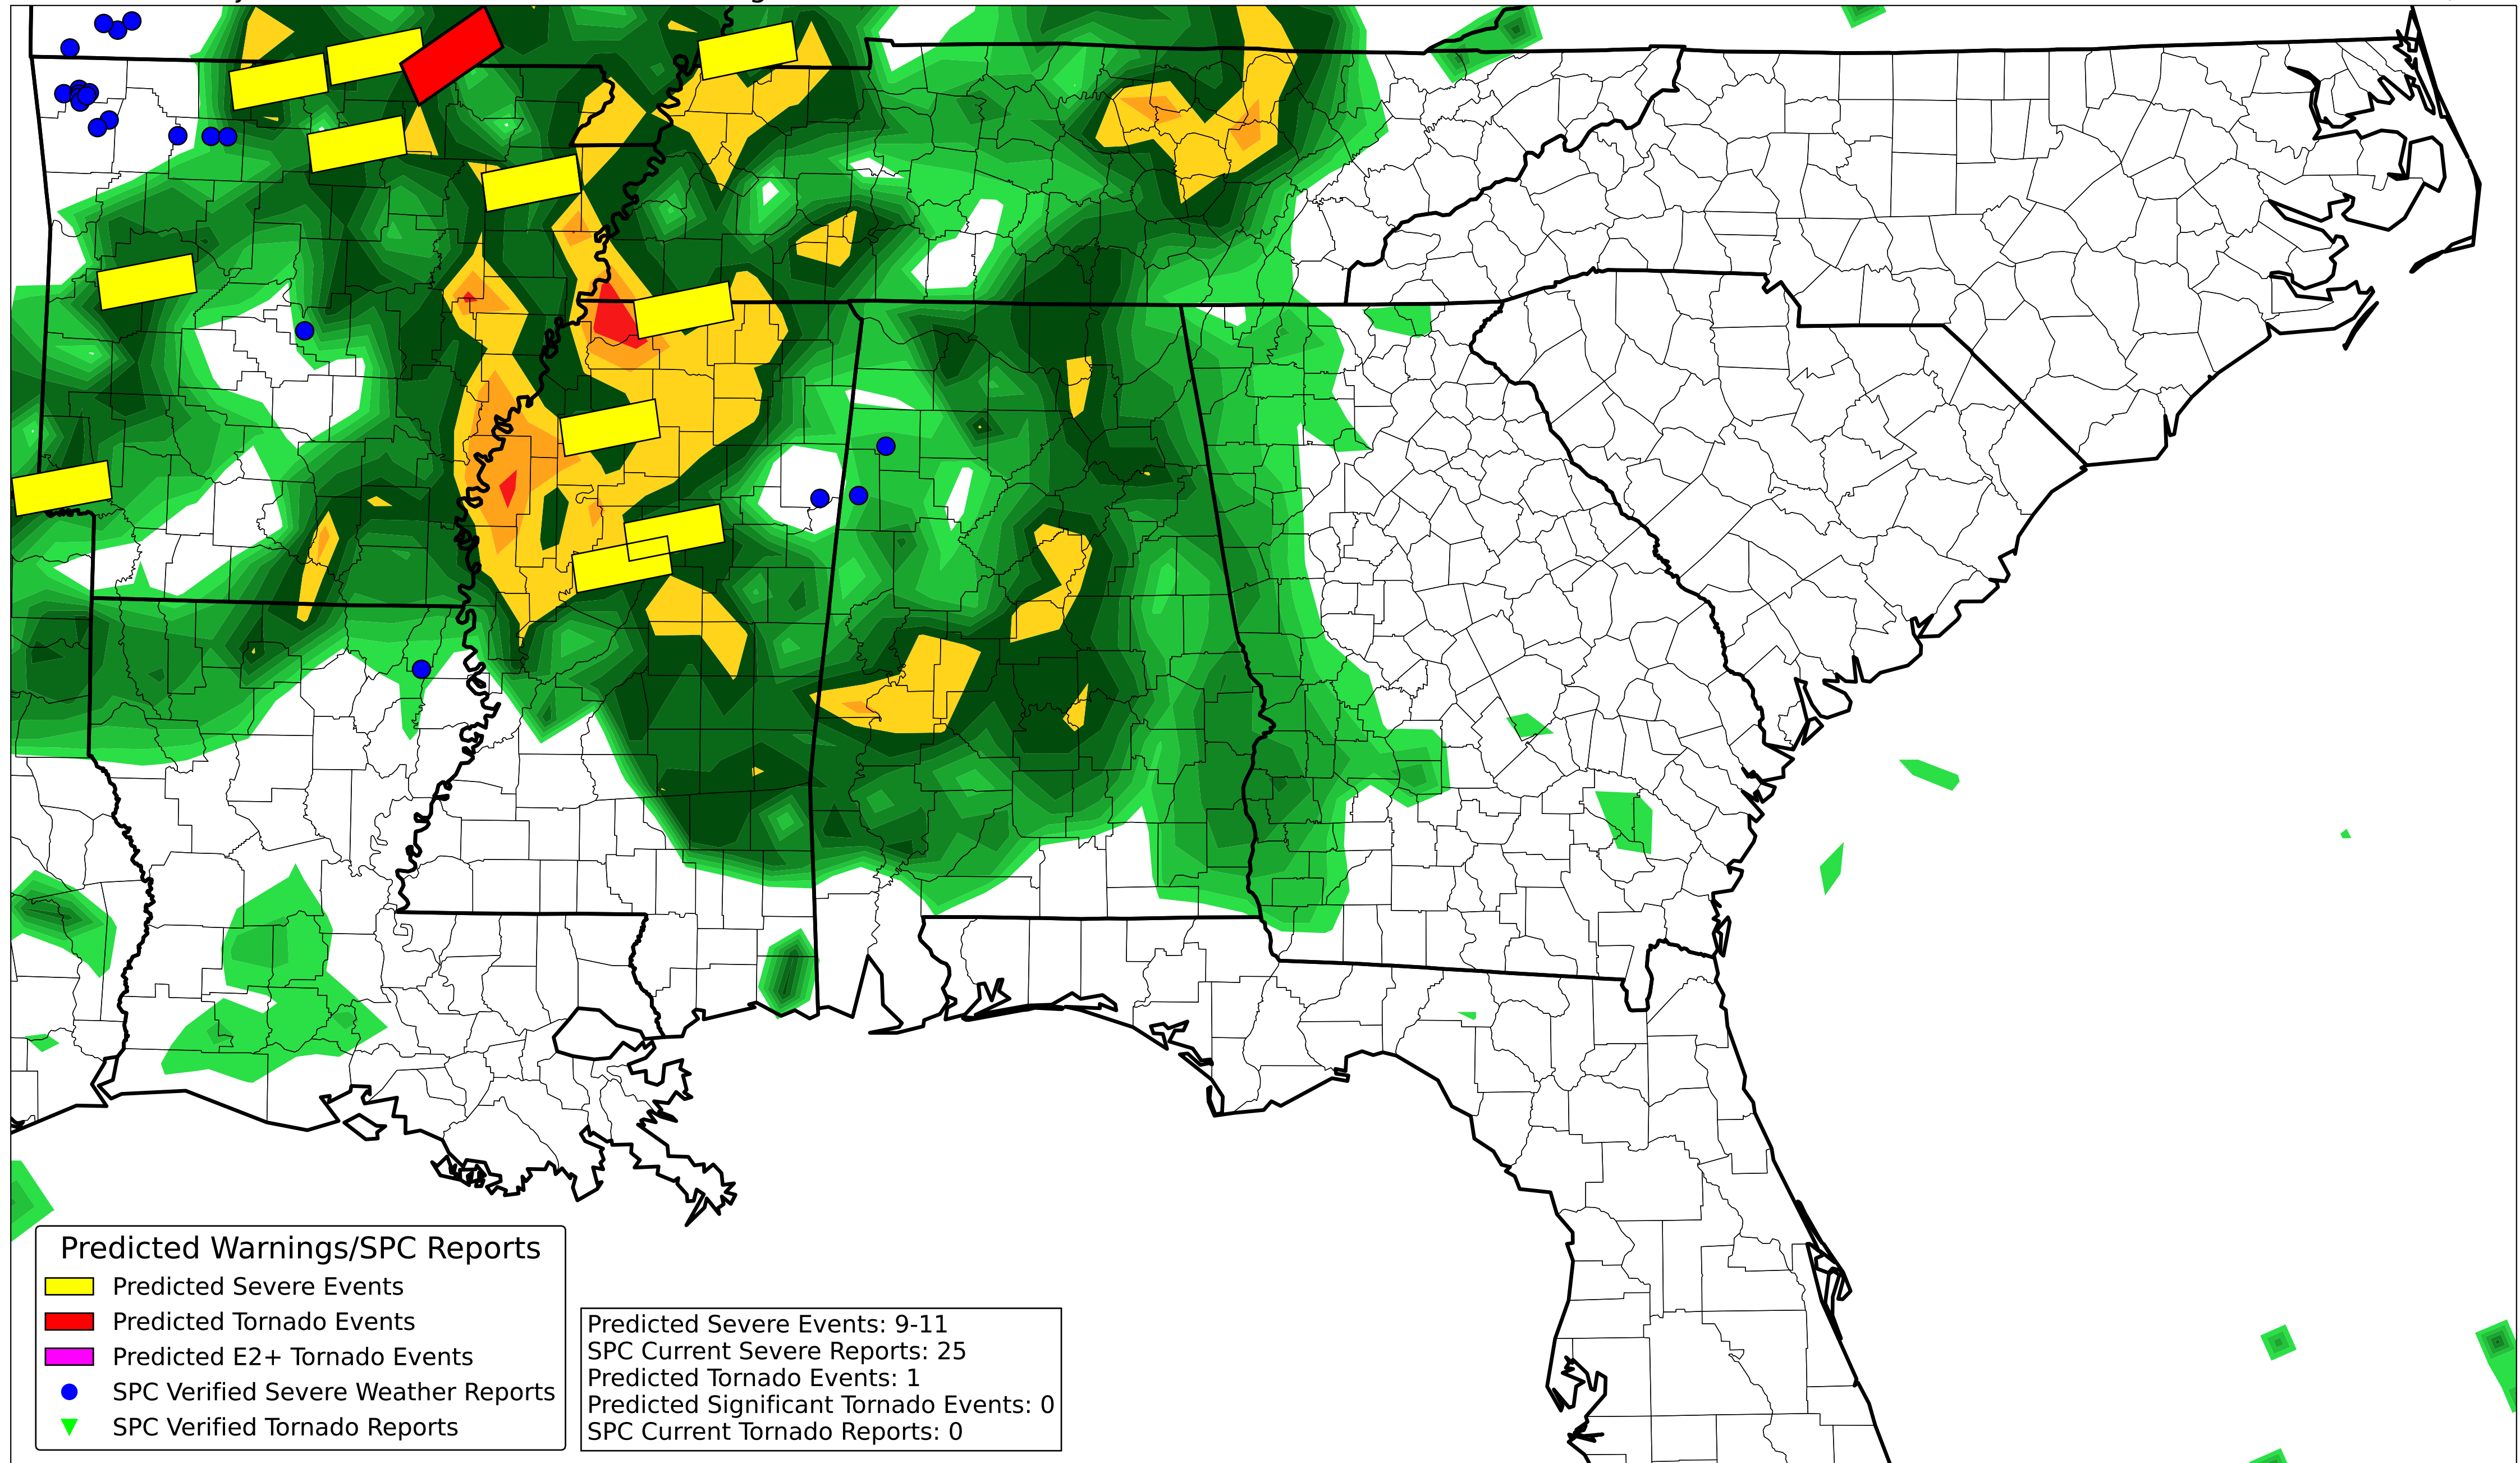 Predicted Warnings/SPC Reports
Predicted Severe Events
Predicted Tornado Events
Predicted E2+ Tornado Events
SPC Verified Severe Weather Reports
SPC Verified Tornado Reports
Predicted Severe Events: 9-11
SPC Current Severe Reports: 25
Predicted Tornado Events: 1
Predicted Significant Tornado Events: 0
SPC Current Tornado Reports: 0